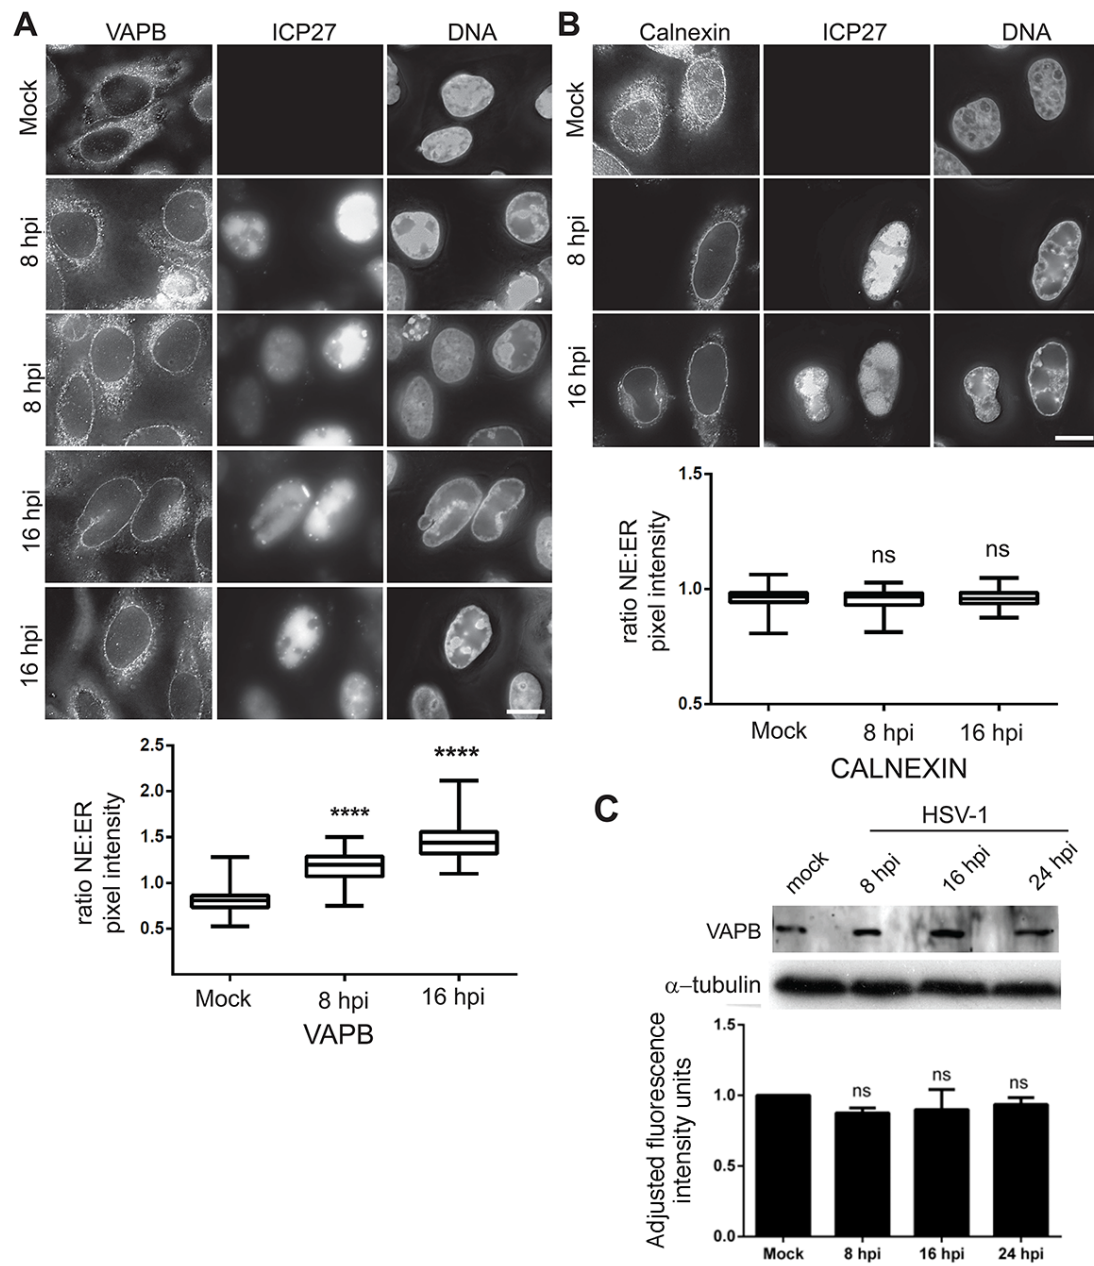 A
VAPB ICP27 DNA
Mock
8 hpi
8 hpi
16 hpi
16 hpi
2.5
2.0
1.5
1.0
0.5
ratio NE:ER
pixel intensity
****
****
Mock 8 hpi 16 hpi
VAPB
B
Calnexin ICP27 DNA
Mock
8 hpi
16 hpi
1.5
1.0
0.5
ratio NE:ER
pixel intensity
ns
ns
Mock 8 hpi 16 hpi
CALNEXIN
C
HSV-1
mock 8 hpi 16 hpi 24 hpi
VAPB
α−tubulin
1.5
1.0
0.5
0.0
Adjusted fluorescence
intensity units
ns
ns
ns
Mock 8 hpi 16 hpi 24 hpi